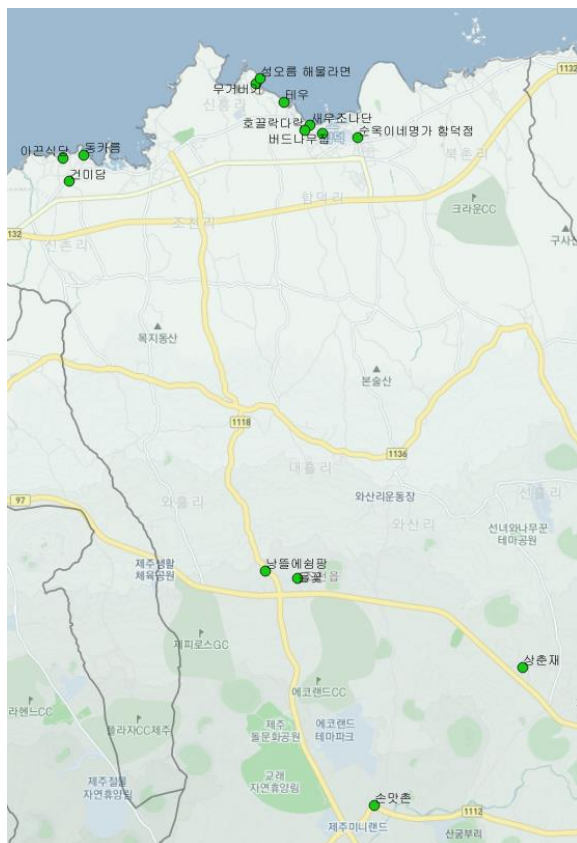 1132
성오름 해물라면
무거버거
신흥리
테우
호끌락다락
새우조나단
버드나무집
순옥이네명가 함덕점
아끈식당
동카름
건미당
북촌리
함덕리
크라운CC
조천리
132
신촌리
구사산
목지동산
본술산
1118
1136
대흘리
97
와흘리
와산리운동장
와산리
선흘리
선녀와나무꾼
테마공원
제주생활
체육공원
낭뜰에쉼팡
들꽃
제피로스GC
상춘재
에코랜드CC
라헨느CC
플라자CC제주
제주
돌문화공원
에코랜드
테마파크
제주절물
자연휴양림
교래
자연휴양림
손맛촌
1112
제주미니랜드
산굼부리